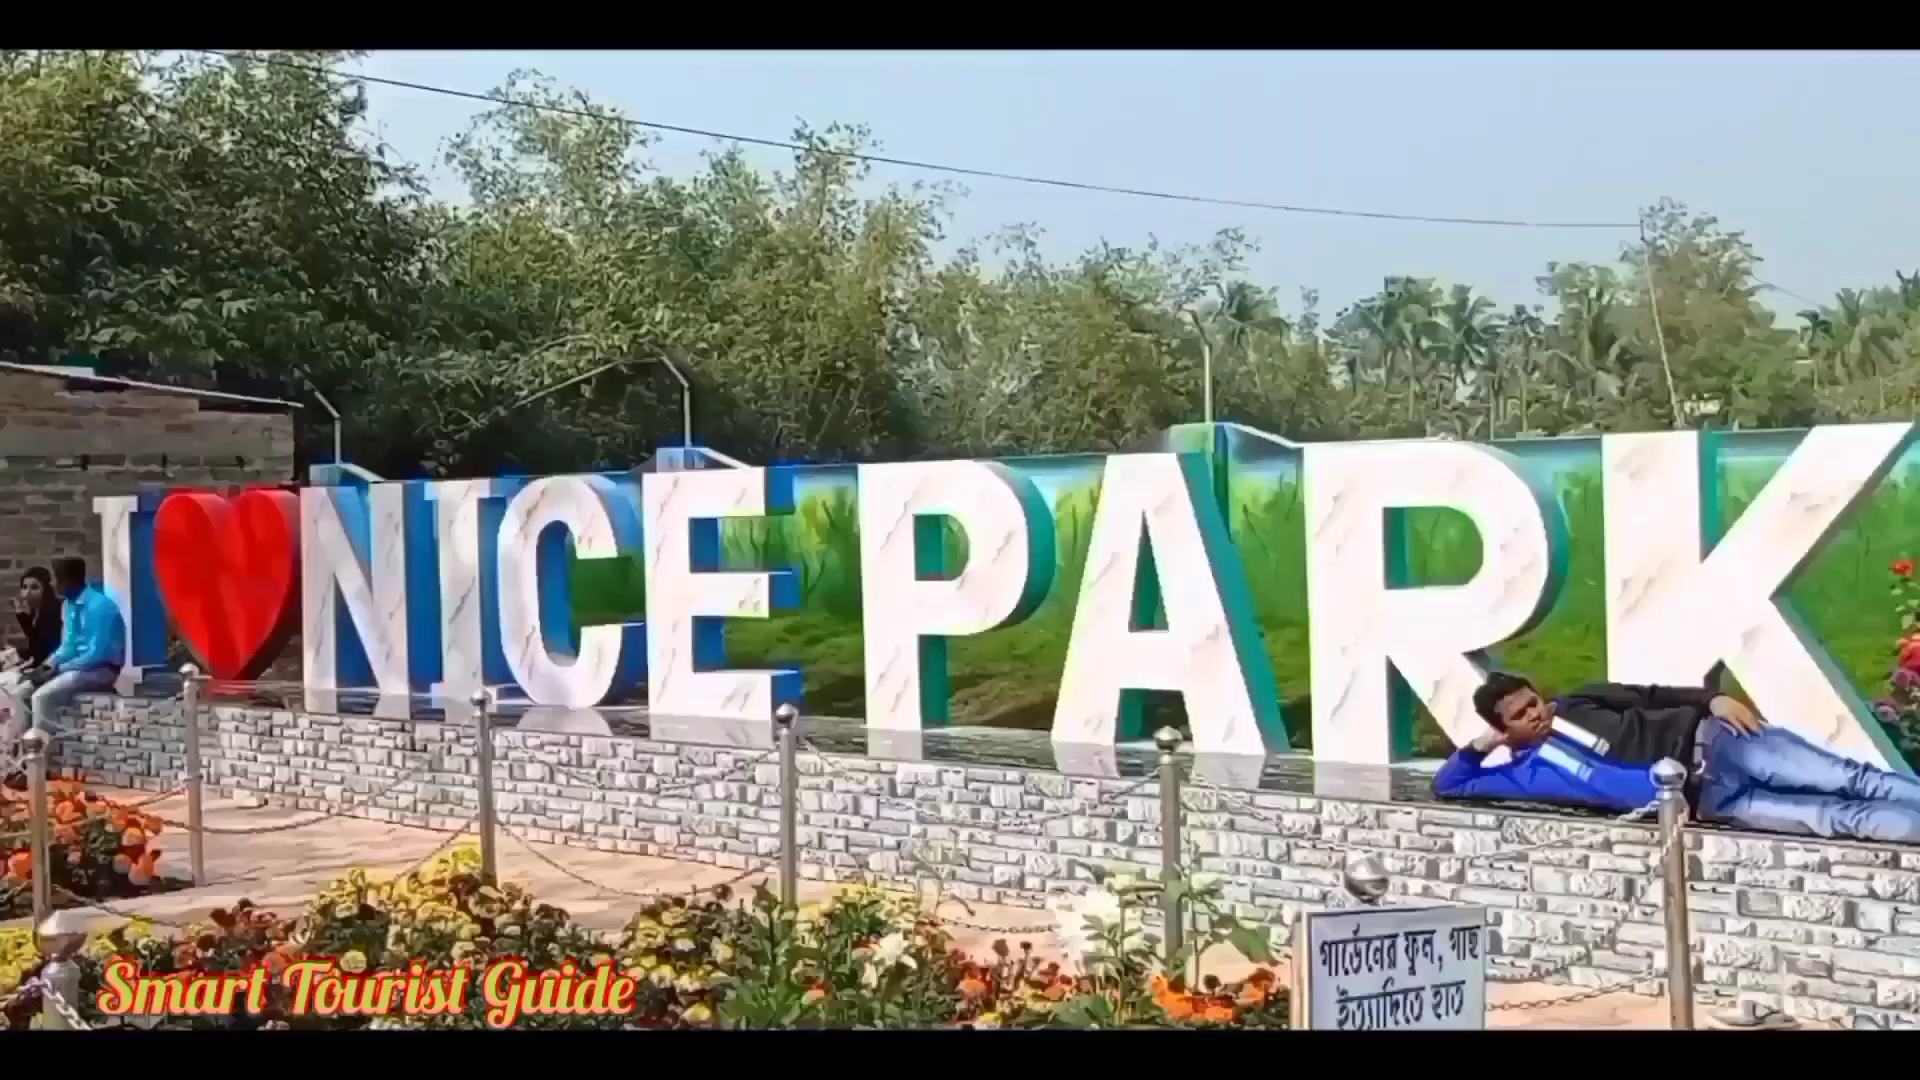 I ❤ NICE PARK
গার্ডেনের ফুল, গাছ
ইত্যাদিতে হাত
Smart Tourist Guide